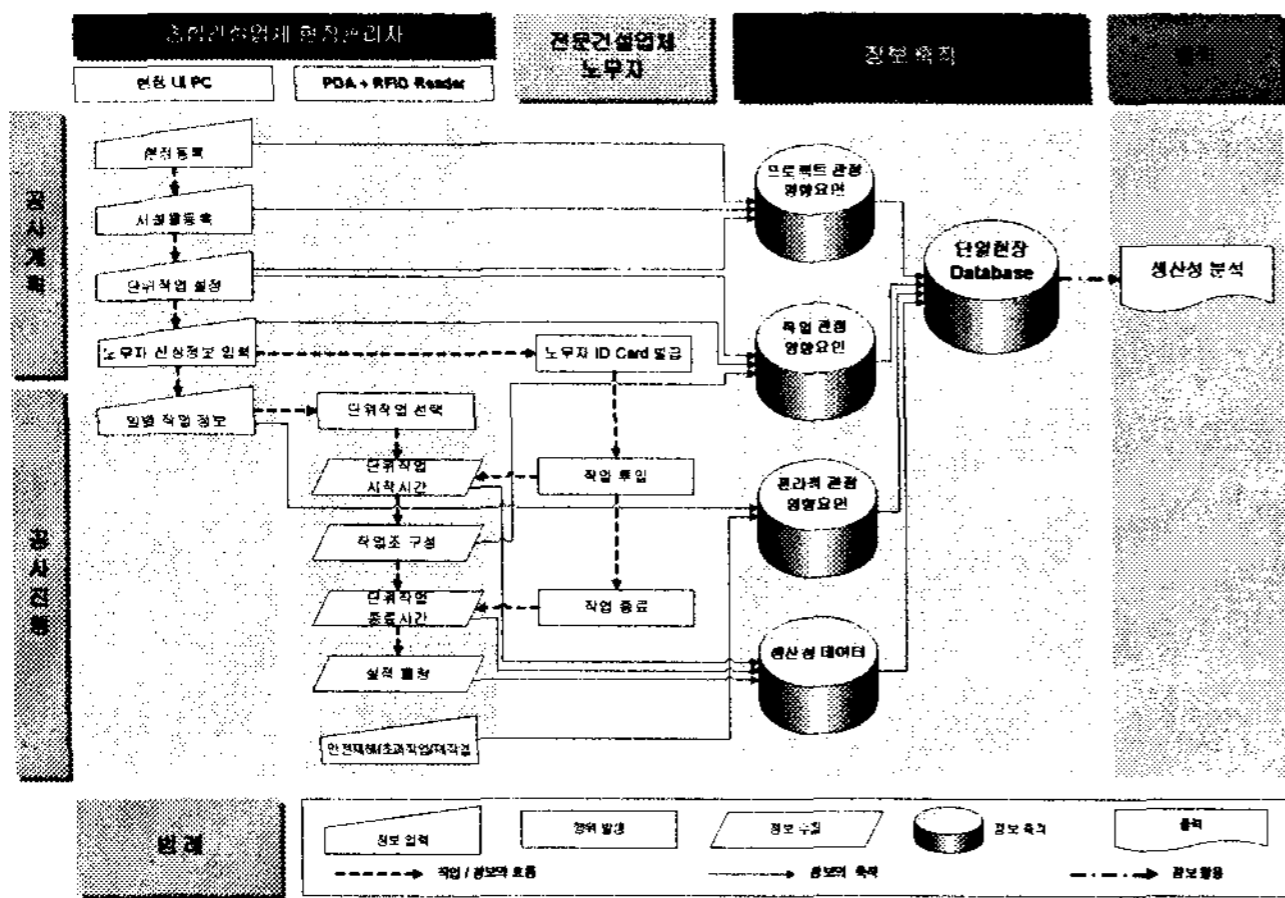 종합건설업체 현장관리자
전문건설업체
노무자
정보 축적
현장 내 PC
PDA + RFID Reader
공사계획
현장등록
시설물등록
단위작업 설정
노무자 신상정보 입력
노무자 ID Card 발급
프로젝트 관점
영향요인
작업 관점
영향요인
단일현장
Database
생산성 분석
공사진행
일별 작업 정보
단위작업 선택
단위작업
시작시간
작업 투입
작업조 구성
단위작업
종료시간
작업 종료
실적 물량
관점
영향요인
생산성 데이터
안전재해/초과작업/재작업
범례
정보 입력
행위 발생
정보 수집
정보 축적
출력
작업 / 정보의 흐름
정보의 축적
정보활용